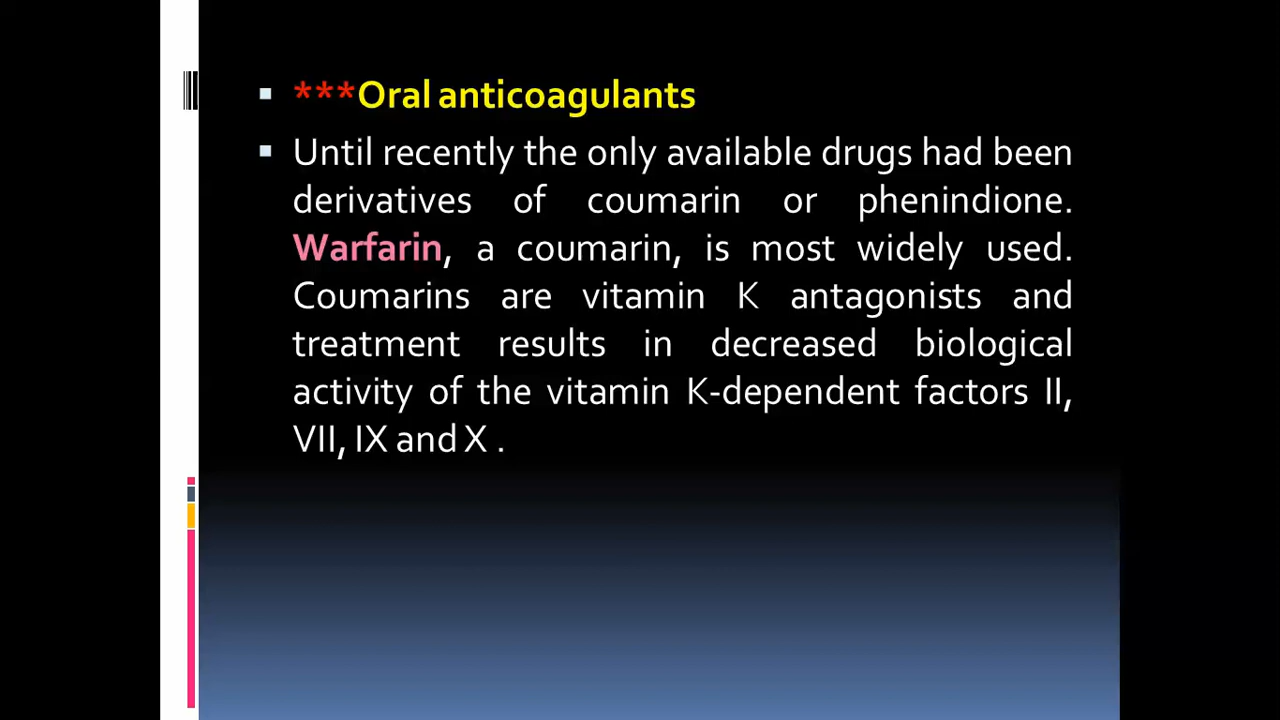 ***Oral anticoagulants
Until recently the only available drugs had been
derivatives of coumarin or phenindione.
Warfarin, a coumarin, is most widely used.
Coumarins are vitamin K antagonists and
treatment results in decreased biological
activity of the vitamin K-dependent factors II,
VII, IX and X .